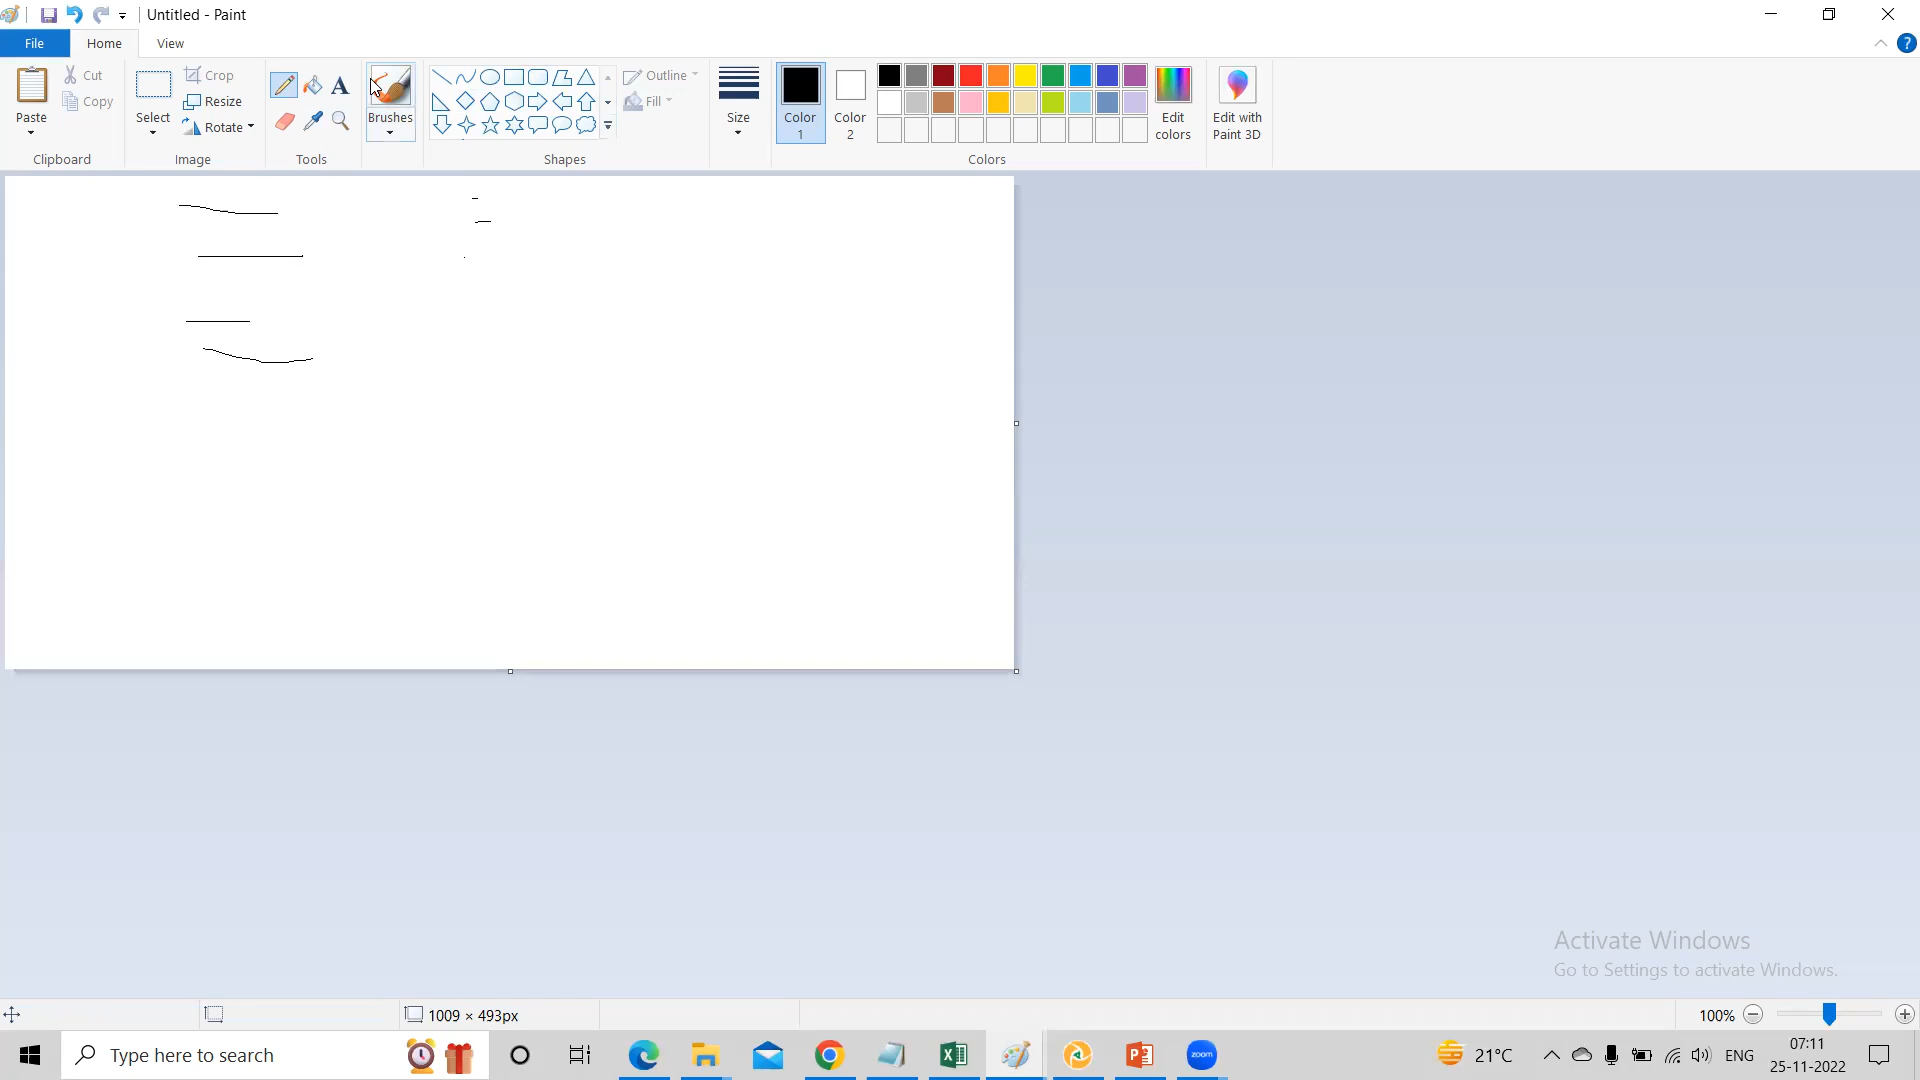 Untitled - Paint
File Home View
Paste
Cut
Copy
Clipboard
Select
Crop
Resize
Rotate
Image
A
Tools
Brushes
Shapes
Outline
Fill
Size
Color 1
Color 2
Colors
Edit colors
Edit with Paint 3D
Activate Windows
Go to Settings to activate Windows.
1009 × 493px
100%
Type here to search
zoom
21°C
ENG
07:11
25-11-2022